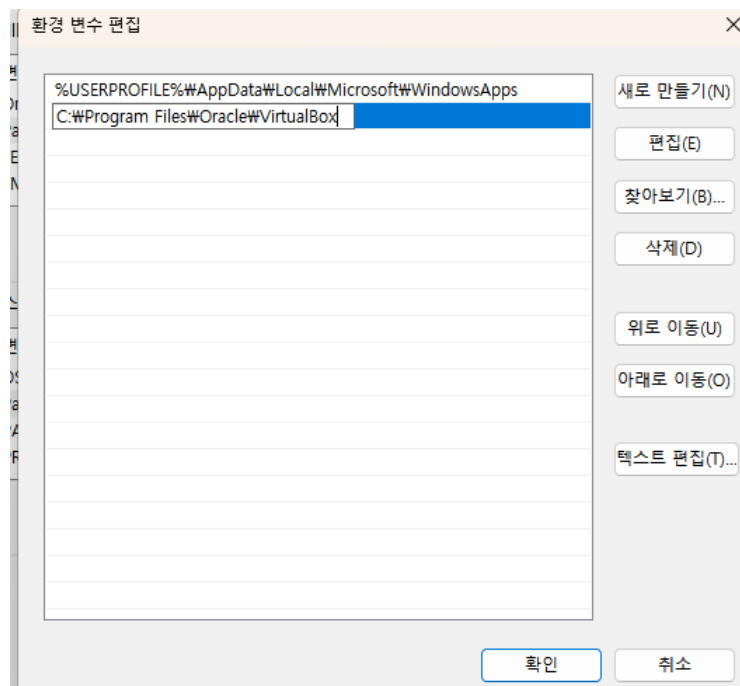 환경 변수 편집
%USERPROFILE%₩AppData₩Local₩Microsoft₩WindowsApps
C:₩Program Files₩Oracle₩VirtualBox
새로 만들기(N)
편집(E)
찾아보기(B)...
삭제(D)
위로 이동(U)
아래로 이동(O)
텍스트 편집(T)...
확인
취소